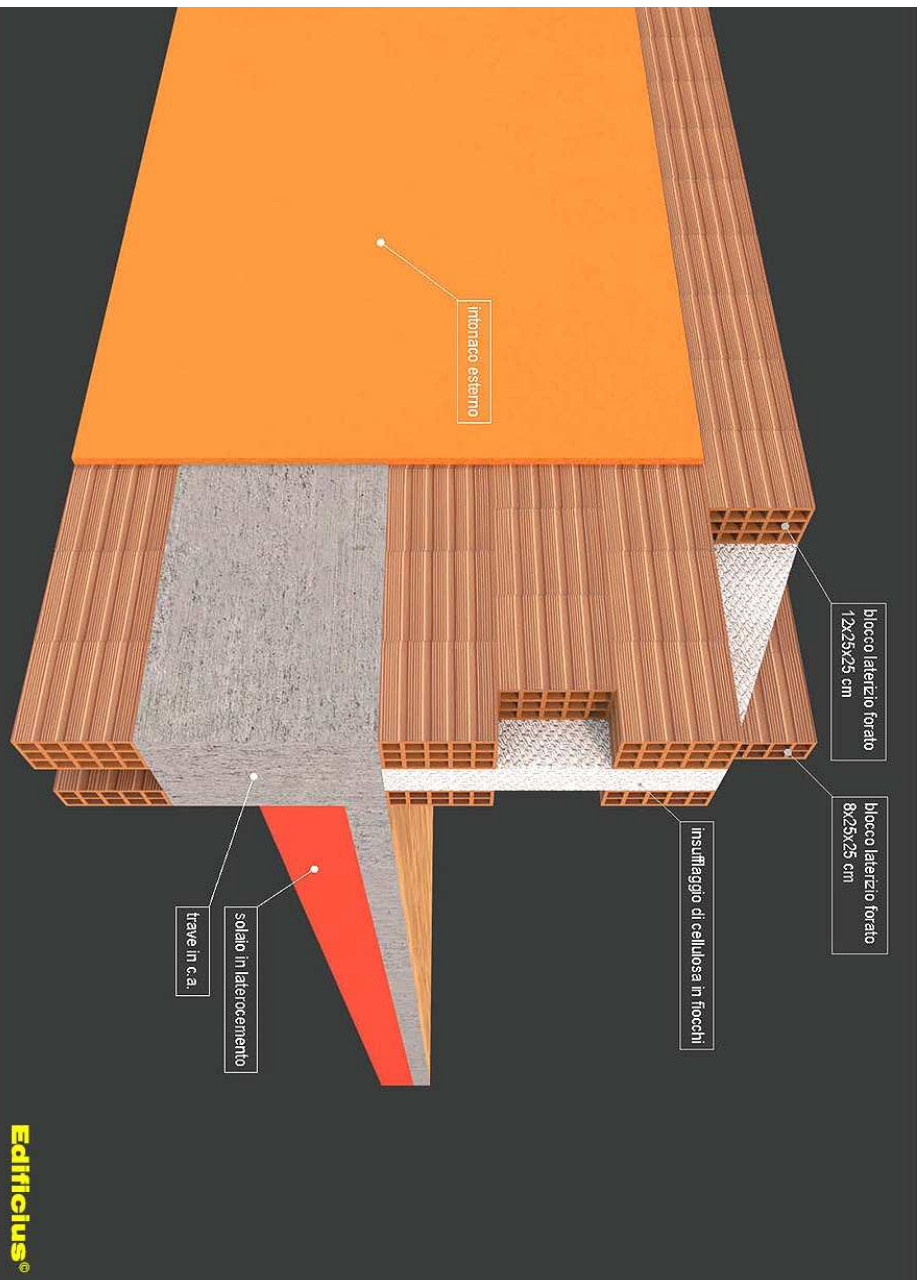 blocco laterizio forato
12x25x25 cm
blocco laterizio forato
8x25x25 cm
insufflaggio di cellulosa in fiocchi
intonaco esterno
solaio in laterocemento
trave in c.a.
Edificius©